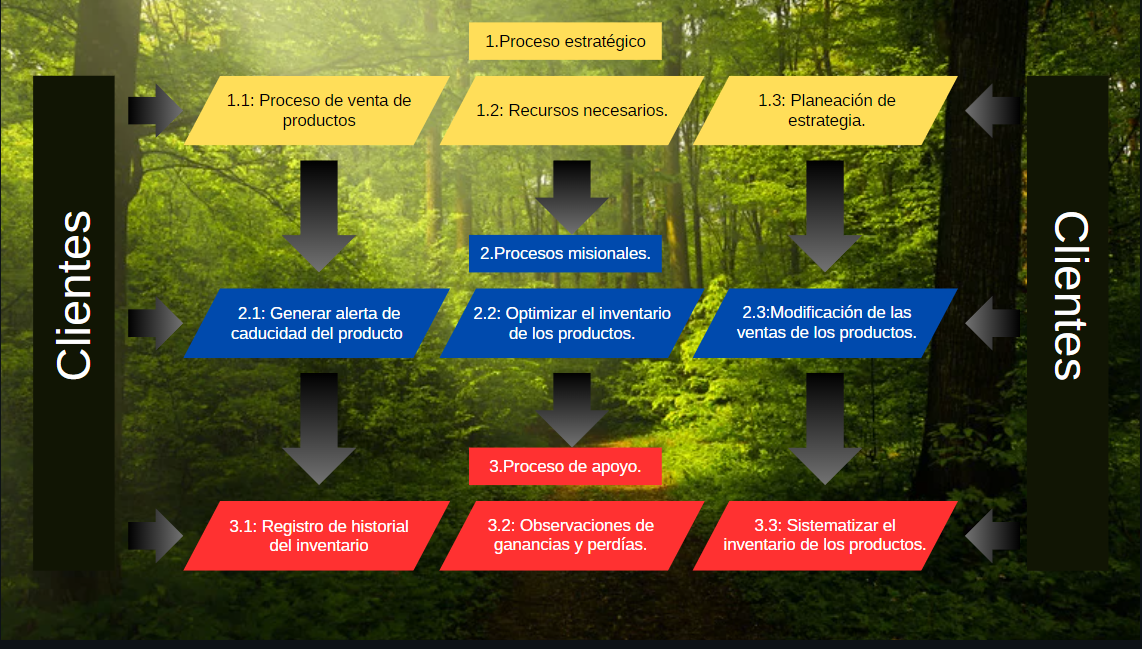 1.Proceso estratégico
1.1: Proceso de venta de
productos
1.2: Recursos necesarios.
1.3: Planeación de
estrategia.
Clientes
Clientes
2.Procesos misionales.
2.1: Generar alerta de
caducidad del producto
2.2: Optimizar el inventario
de los productos.
2.3:Modificación de las
ventas de los productos.
3.Proceso de apoyo.
3.1: Registro de historial
del inventario
3.2: Observaciones de
ganancias y perdías.
3.3: Sistematizar el
inventario de los productos.